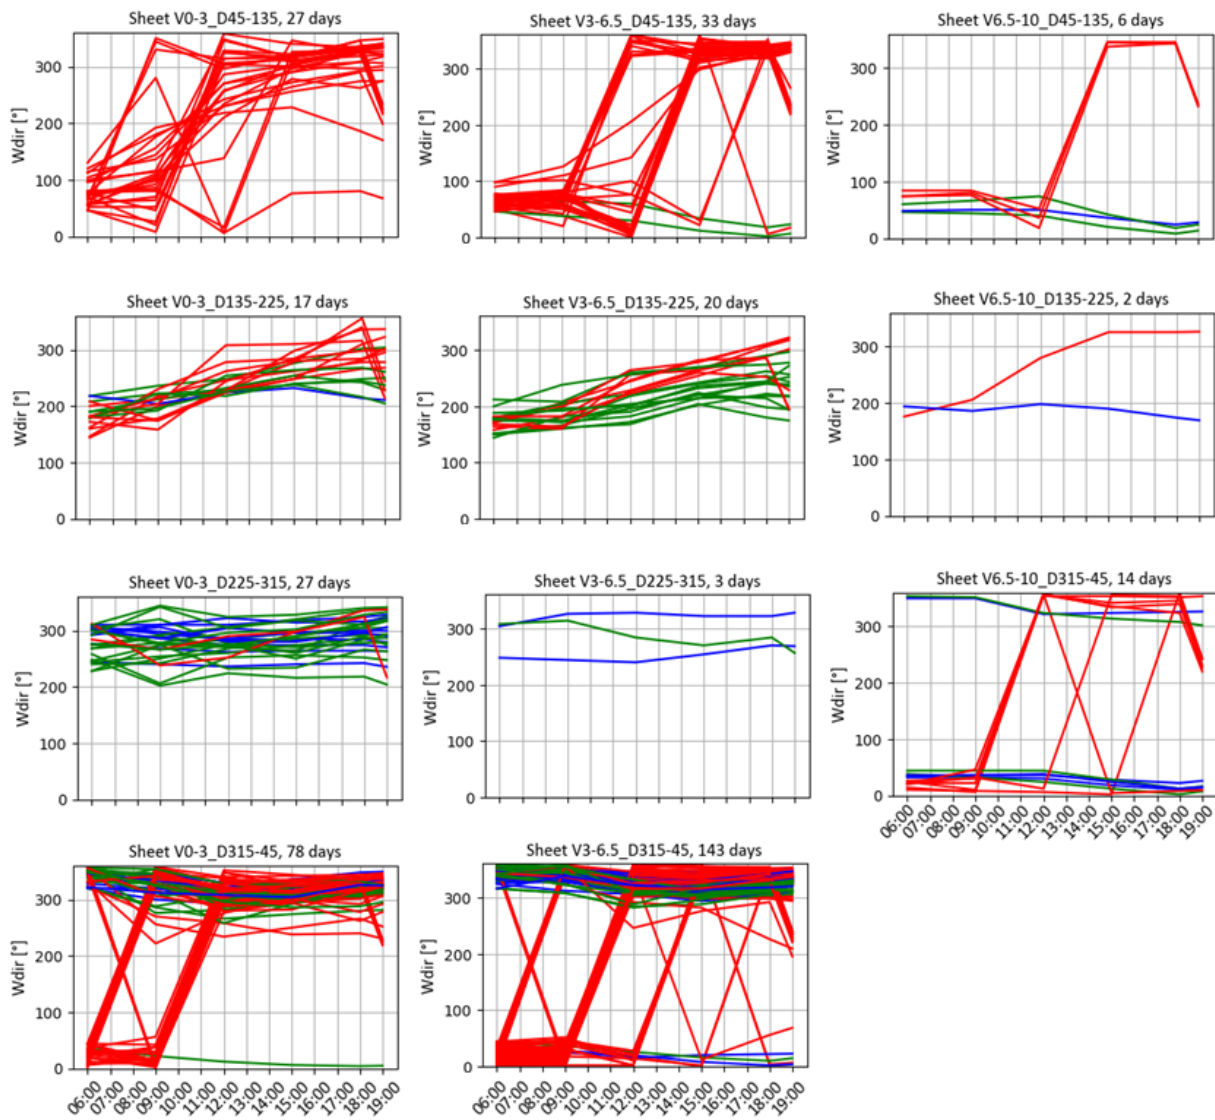 Sheet V0-3_D45-135, 27 days
Wdir [°]
300
200
100
0
Sheet V3-6.5_D45-135, 33 days
Wdir [°]
300
200
100
0
Sheet V6.5-10_D45-135, 6 days
Wdir [°]
300
200
100
0
Sheet V0-3_D135-225, 17 days
Wdir [°]
300
200
100
0
Sheet V3-6.5_D135-225, 20 days
Wdir [°]
300
200
100
0
Sheet V6.5-10_D135-225, 2 days
Wdir [°]
300
200
100
0
Sheet V0-3_D225-315, 27 days
Wdir [°]
300
200
100
0
Sheet V3-6.5_D225-315, 3 days
Wdir [°]
300
200
100
0
Sheet V6.5-10_D315-45, 14 days
Wdir [°]
300
200
100
0
06:00 07:00 08:00 09:00 10:00 11:00 12:00 13:00 14:00 15:00 16:00 17:00 18:00 19:00
Sheet V0-3_D315-45, 78 days
Wdir [°]
300
200
100
0
06:00 07:00 08:00 09:00 10:00 11:00 12:00 13:00 14:00 15:00 16:00 17:00 18:00 19:00
Sheet V3-6.5_D315-45, 143 days
Wdir [°]
300
200
100
0
06:00 07:00 08:00 09:00 10:00 11:00 12:00 13:00 14:00 15:00 16:00 17:00 18:00 19:00